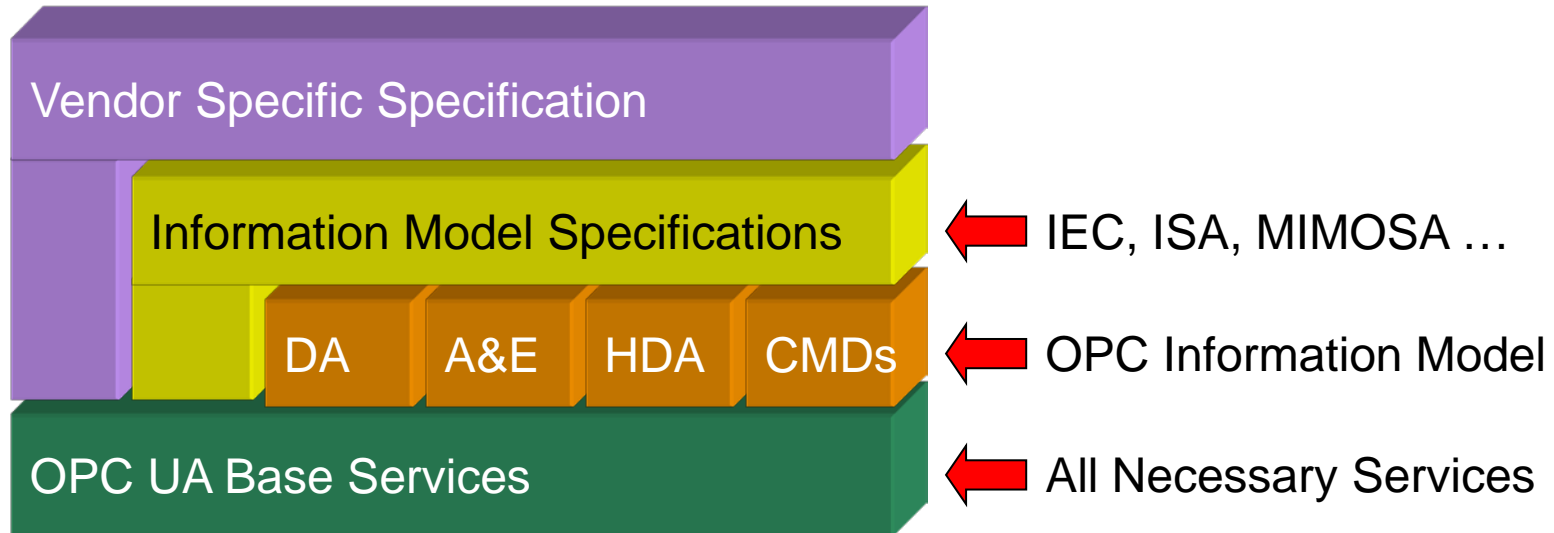 Vendor Specific Specification
Information Model Specifications
IEC, ISA, MIMOSA …
DA A&E HDA CMDs
OPC Information Model
OPC UA Base Services
All Necessary Services